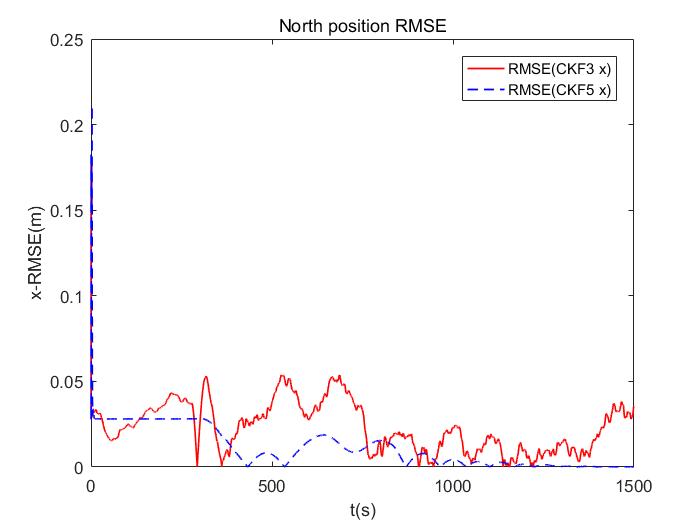 North position RMSE
RMSE(CKF3 x)
RMSE(CKF5 x)
x-RMSE(m)
0.25
0.2
0.15
0.1
0.05
0
0 500 1000 1500
t(s)